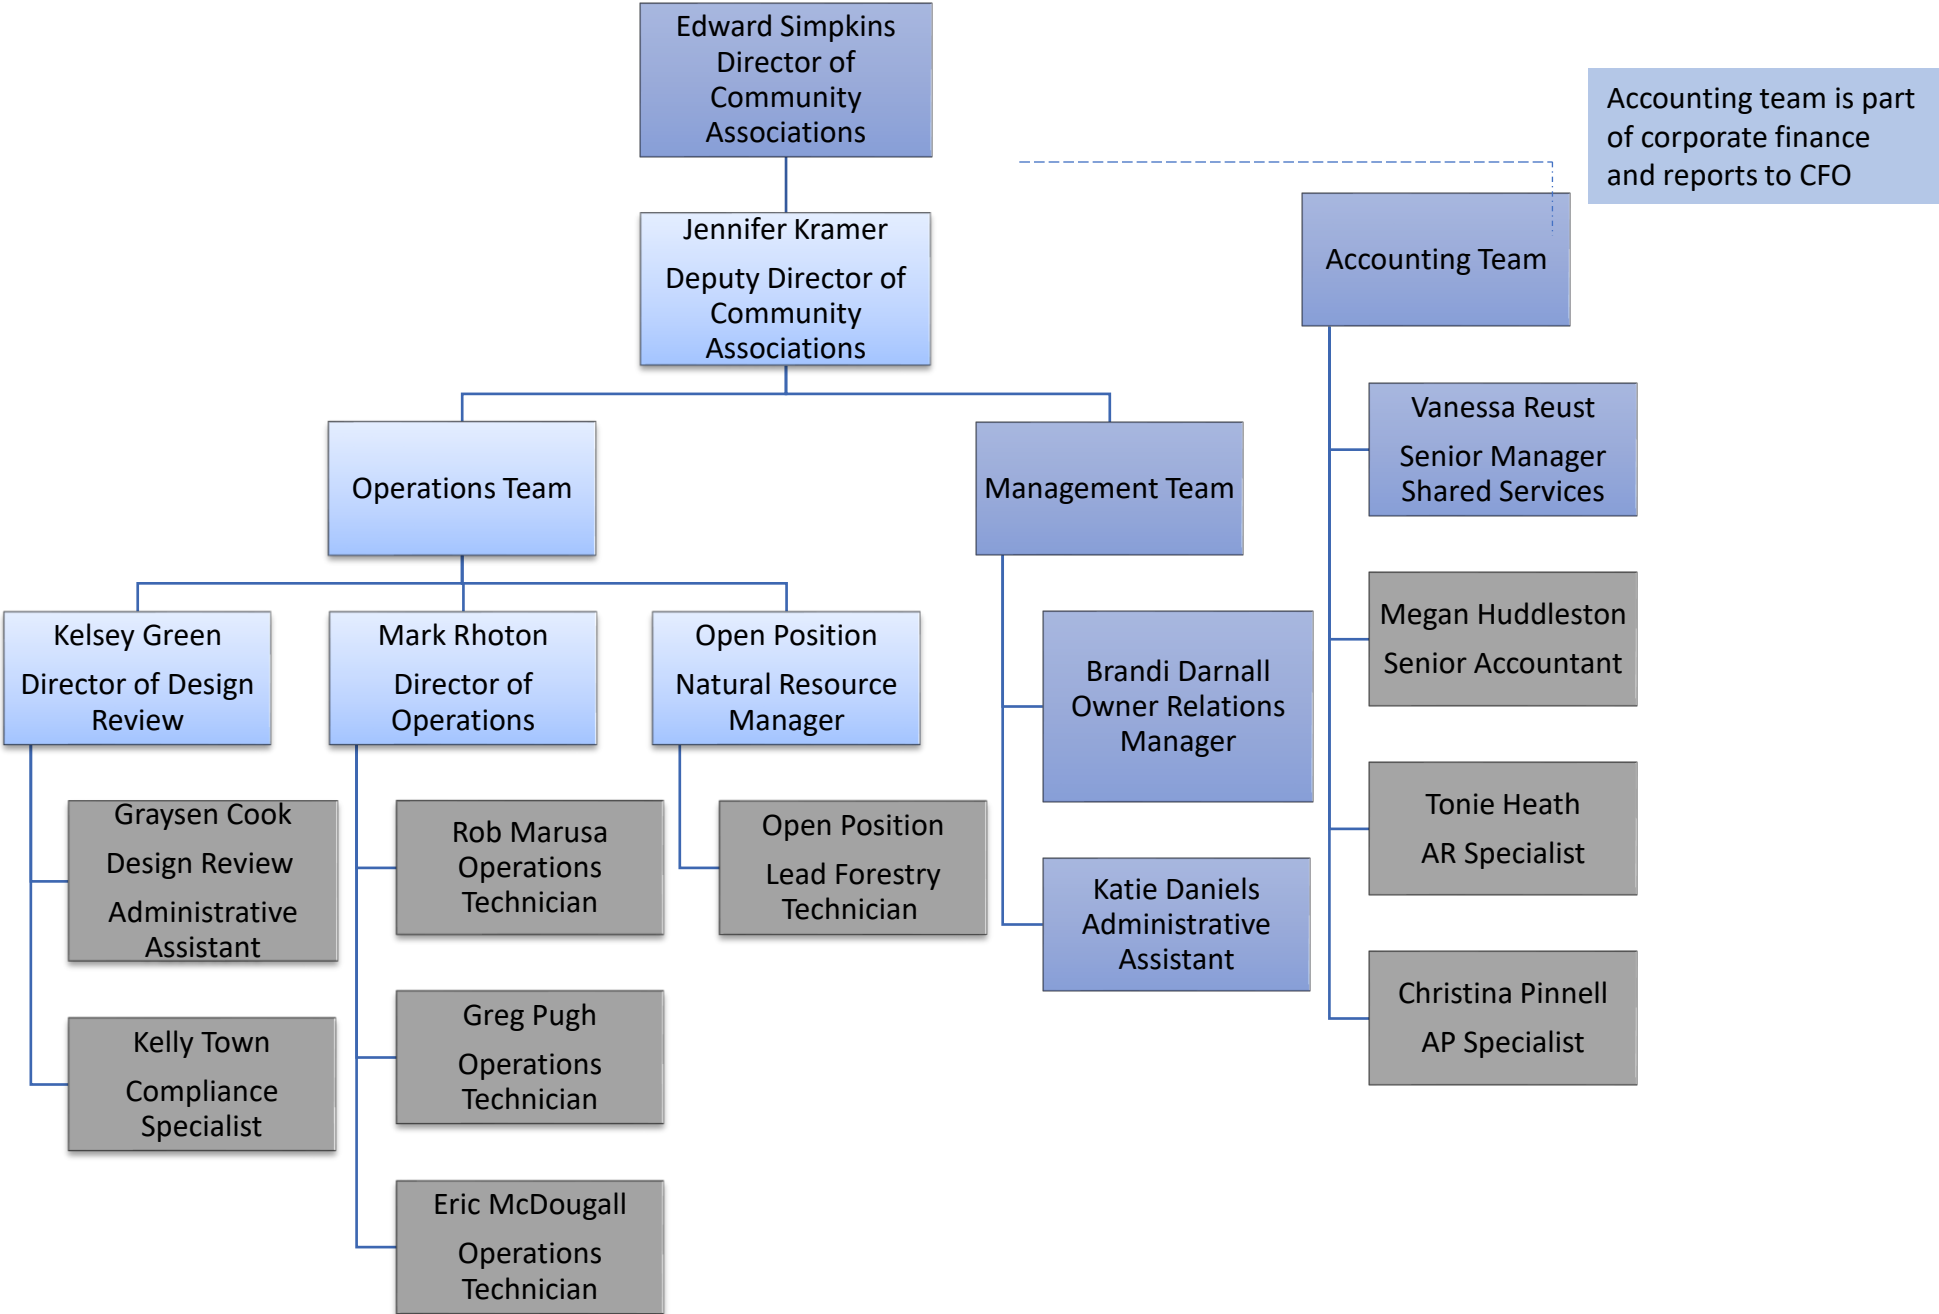 Edward Simpkins
Director of
Community
Associations
Accounting team is part
of corporate finance
and reports to CFO
Jennifer Kramer
Deputy Director of
Community
Associations
Accounting Team
Operations Team
Management Team
Vanessa Reust
Senior Manager
Shared Services
Kelsey Green
Director of Design
Review
Mark Rhoton
Director of
Operations
Open Position
Natural Resource
Manager
Brandi Darnall
Owner Relations
Manager
Megan Huddleston
Senior Accountant
Graysen Cook
Design Review
Administrative
Assistant
Rob Marusa
Operations
Technician
Open Position
Lead Forestry
Technician
Katie Daniels
Administrative
Assistant
Tonie Heath
AR Specialist
Kelly Town
Compliance
Specialist
Greg Pugh
Operations
Technician
Christina Pinnell
AP Specialist
Eric McDougall
Operations
Technician